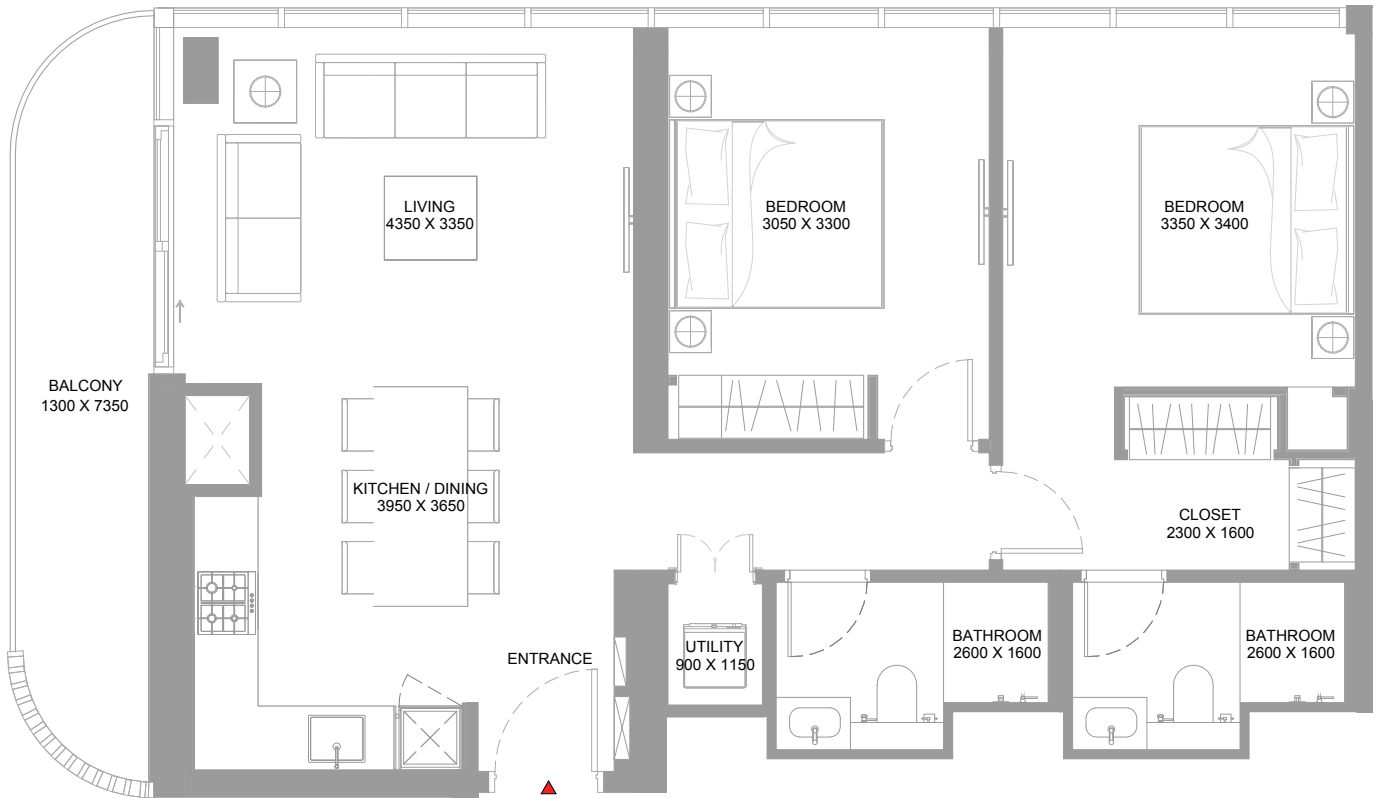 LIVING
4350 X 3350
BEDROOM
3050 X 3300
BEDROOM
3350 X 3400
BALCONY
1300 X 7350
KITCHEN / DINING
3950 X 3650
CLOSET
2300 X 1600
ENTRANCE
UTILITY
900 X 1150
BATHROOM
2600 X 1600
BATHROOM
2600 X 1600